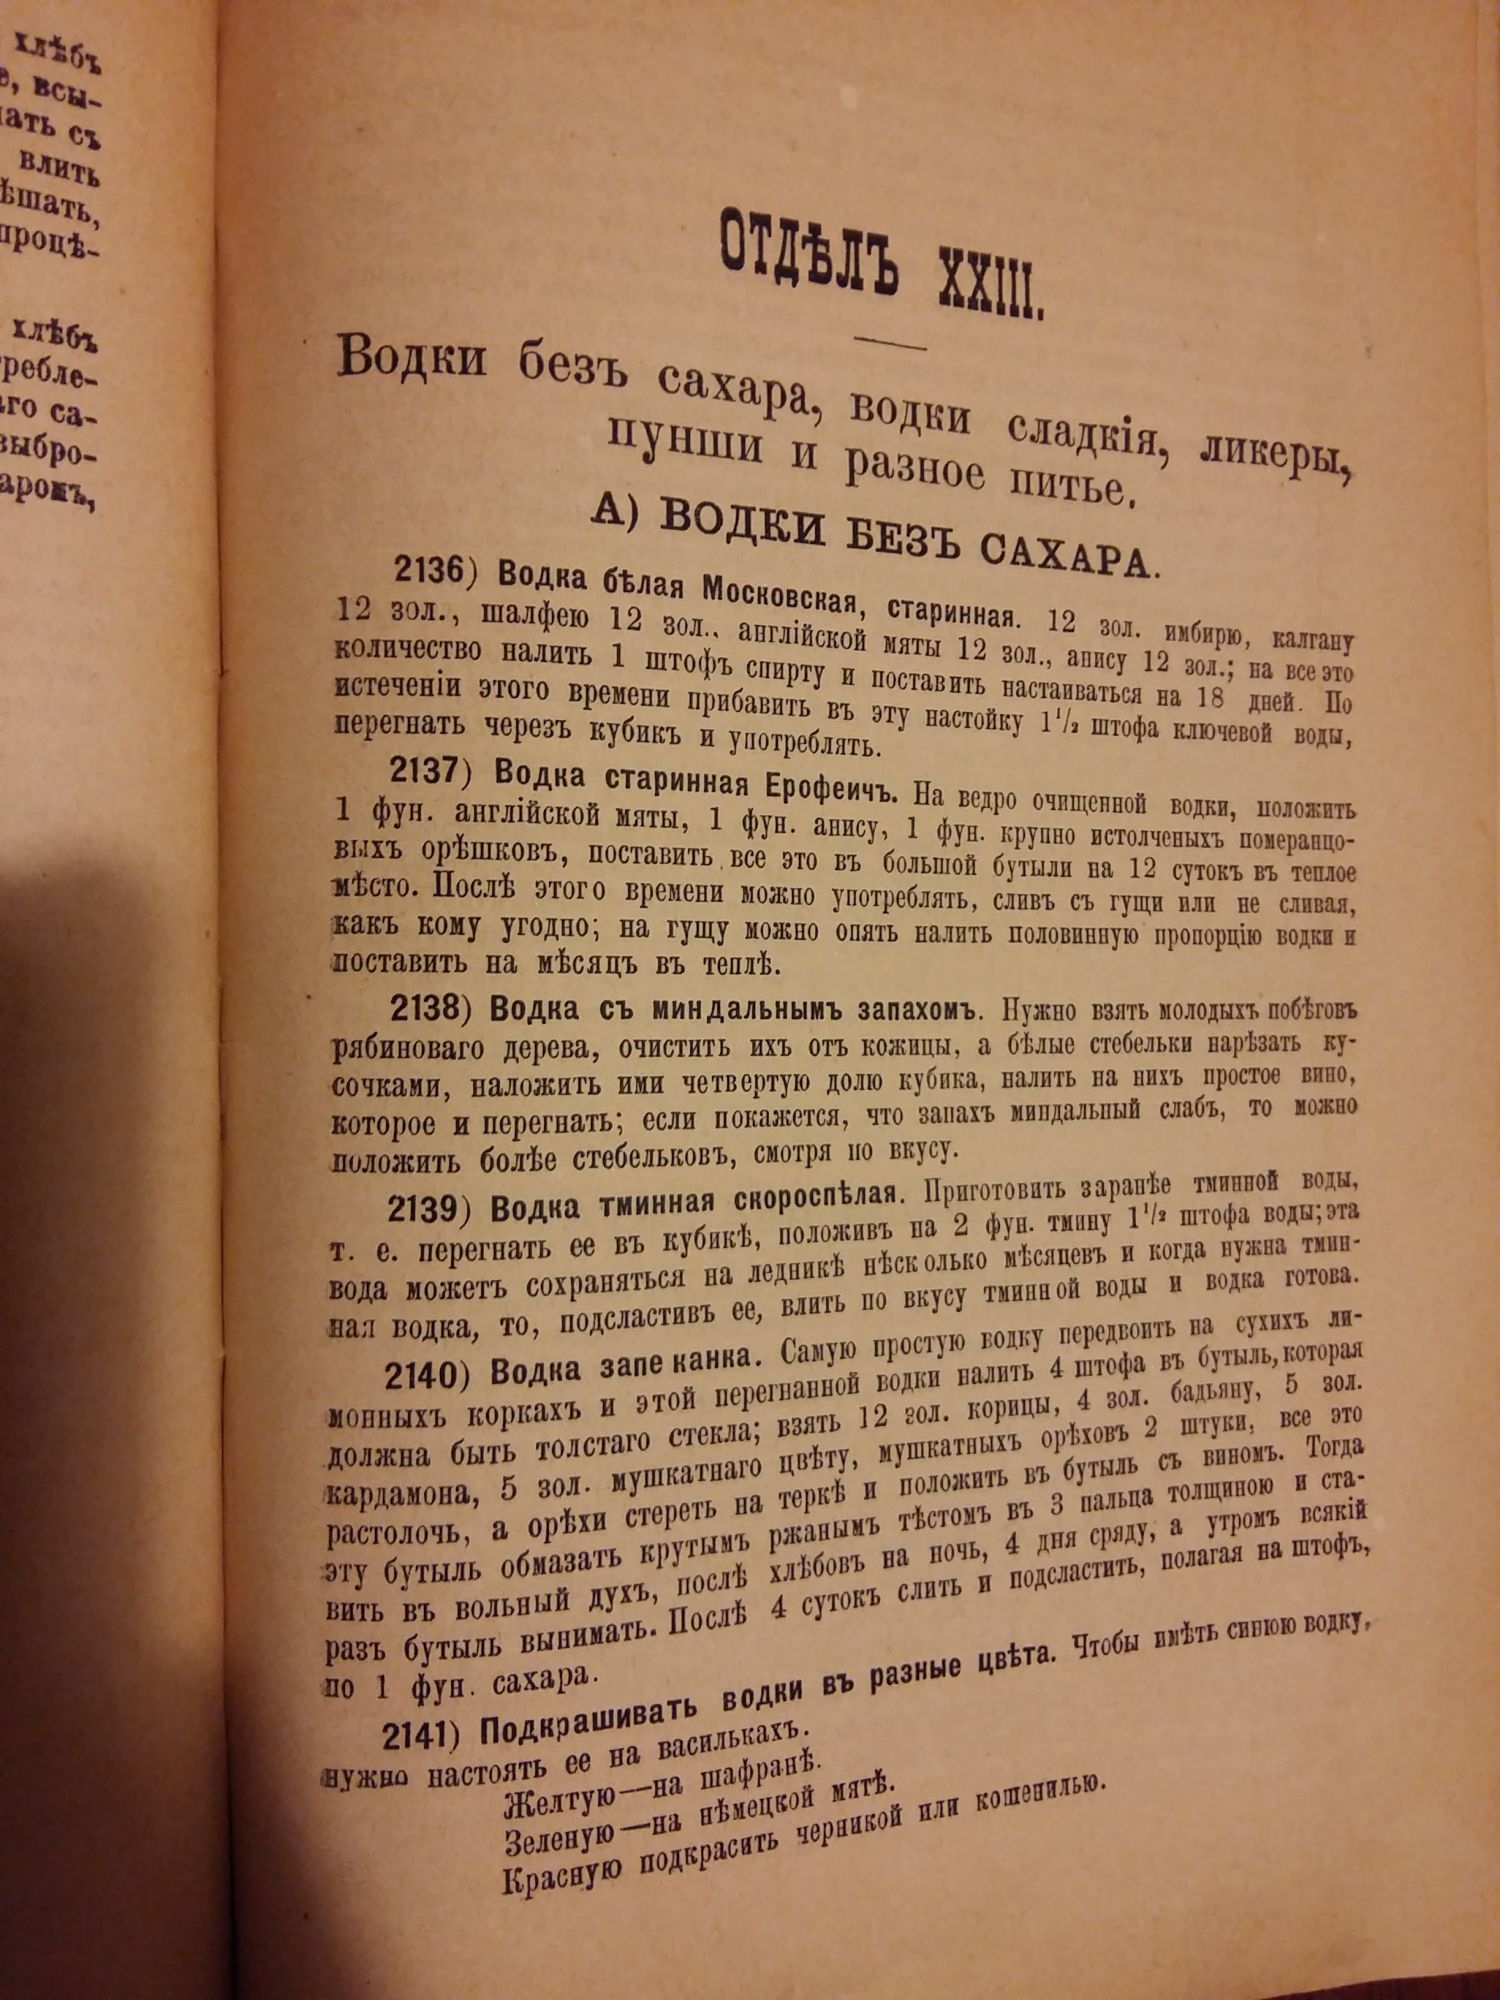 хлѣбъ
е, всы-
ать съ
влить
ѣшать,
процѣ-
хлѣбъ
требле-
аго са-
выбро-
аромъ,
ОТДѢЛЪ XXIII.
Водки безъ сахара, водки сладкія, ликеры,
пунши и разное питье.
А) ВОДКИ БЕЗЪ САХАРА.
2136) Водка бѣлая Московская, старинная. 12 зол. имбирю, калгану
12 зол., шалфею 12 зол., англійской мяты 12 зол., анису 12 зол.; на все это
количество налить 1 штофъ спирту и поставить настаиваться на 18 дней. По
истеченіи этого времени прибавить въ эту настойку 1½ штофа ключевой воды,
перегнать черезъ кубикъ и употреблять.
2137) Водка старинная Ерофеичъ. На ведро очищенной водки, положить
1 фун. англійской мяты, 1 фун. анису, 1 фун. крупно истолченыхъ померанцо-
выхъ орѣшковъ, поставить все это въ большой бутыли на 12 сутокъ въ теплое
мѣсто. Послѣ этого времени можно употреблять, сливъ съ гущи или не сливая,
какъ кому угодно; на гущу можно опять налить половинную пропорцію водки и
поставить на мѣсяцъ въ теплѣ.
2138) Водка съ миндальнымъ запахомъ. Нужно взять молодыхъ побѣговъ
рябиноваго дерева, очистить ихъ отъ кожицы, а бѣлые стебельки нарѣзать ку-
сочками, наложить ими четвертую долю кубика, налить на нихъ простое вино,
которое и перегнать; если покажется, что запахъ миндальный слабъ, то можно
положить болѣе стебельковъ, смотря по вкусу.
2139) Водка тминная скороспѣлая. Приготовить заранѣе тминной воды,
т. е. перегнать ее въ кубикѣ, положивъ на 2 фун. тмину 1½ штофа воды; эта
вода можетъ сохраняться на ледникѣ нѣсколько мѣсяцевъ и когда нужна тмин-
ная водка, то, подсластивъ ее, влить по вкусу тминной воды и водка готова.
2140) Водка запеканка. Самую простую водку передвоить на сухихъ ли-
монныхъ коркахъ и этой перегнанной водки налить 4 штофа въ бутыль, которая
должна быть толстаго стекла; взять 12 зол. корицы, 4 зол. бадьяну, 5 зол.
кардамона, 5 зол. мушкатнаго цвѣту, мушкатныхъ орѣховъ 2 штуки, все это
растолочь, а орѣхи стереть на теркѣ и положить въ бутыль съ виномъ. Тогда
эту бутыль обмазать крутымъ ржанымъ тѣстомъ въ 3 пальца толщиною и ста-
вить въ вольный духъ, послѣ хлѣбовъ на ночь, 4 дня сряду, а утромъ всякій
разъ бутыль вынимать. Послѣ 4 сутокъ слить и подсластить, полагая на штофъ,
по 1 фун. сахара.
2141) Подкрашивать водки въ разные цвѣта. Чтобы имѣть синюю водку,
нужно настоять ее на василькахъ.
Желтую—на шафранѣ.
Зеленую—на нѣмецкой мятѣ.
Красную подкрасить черникой или кошенилью.